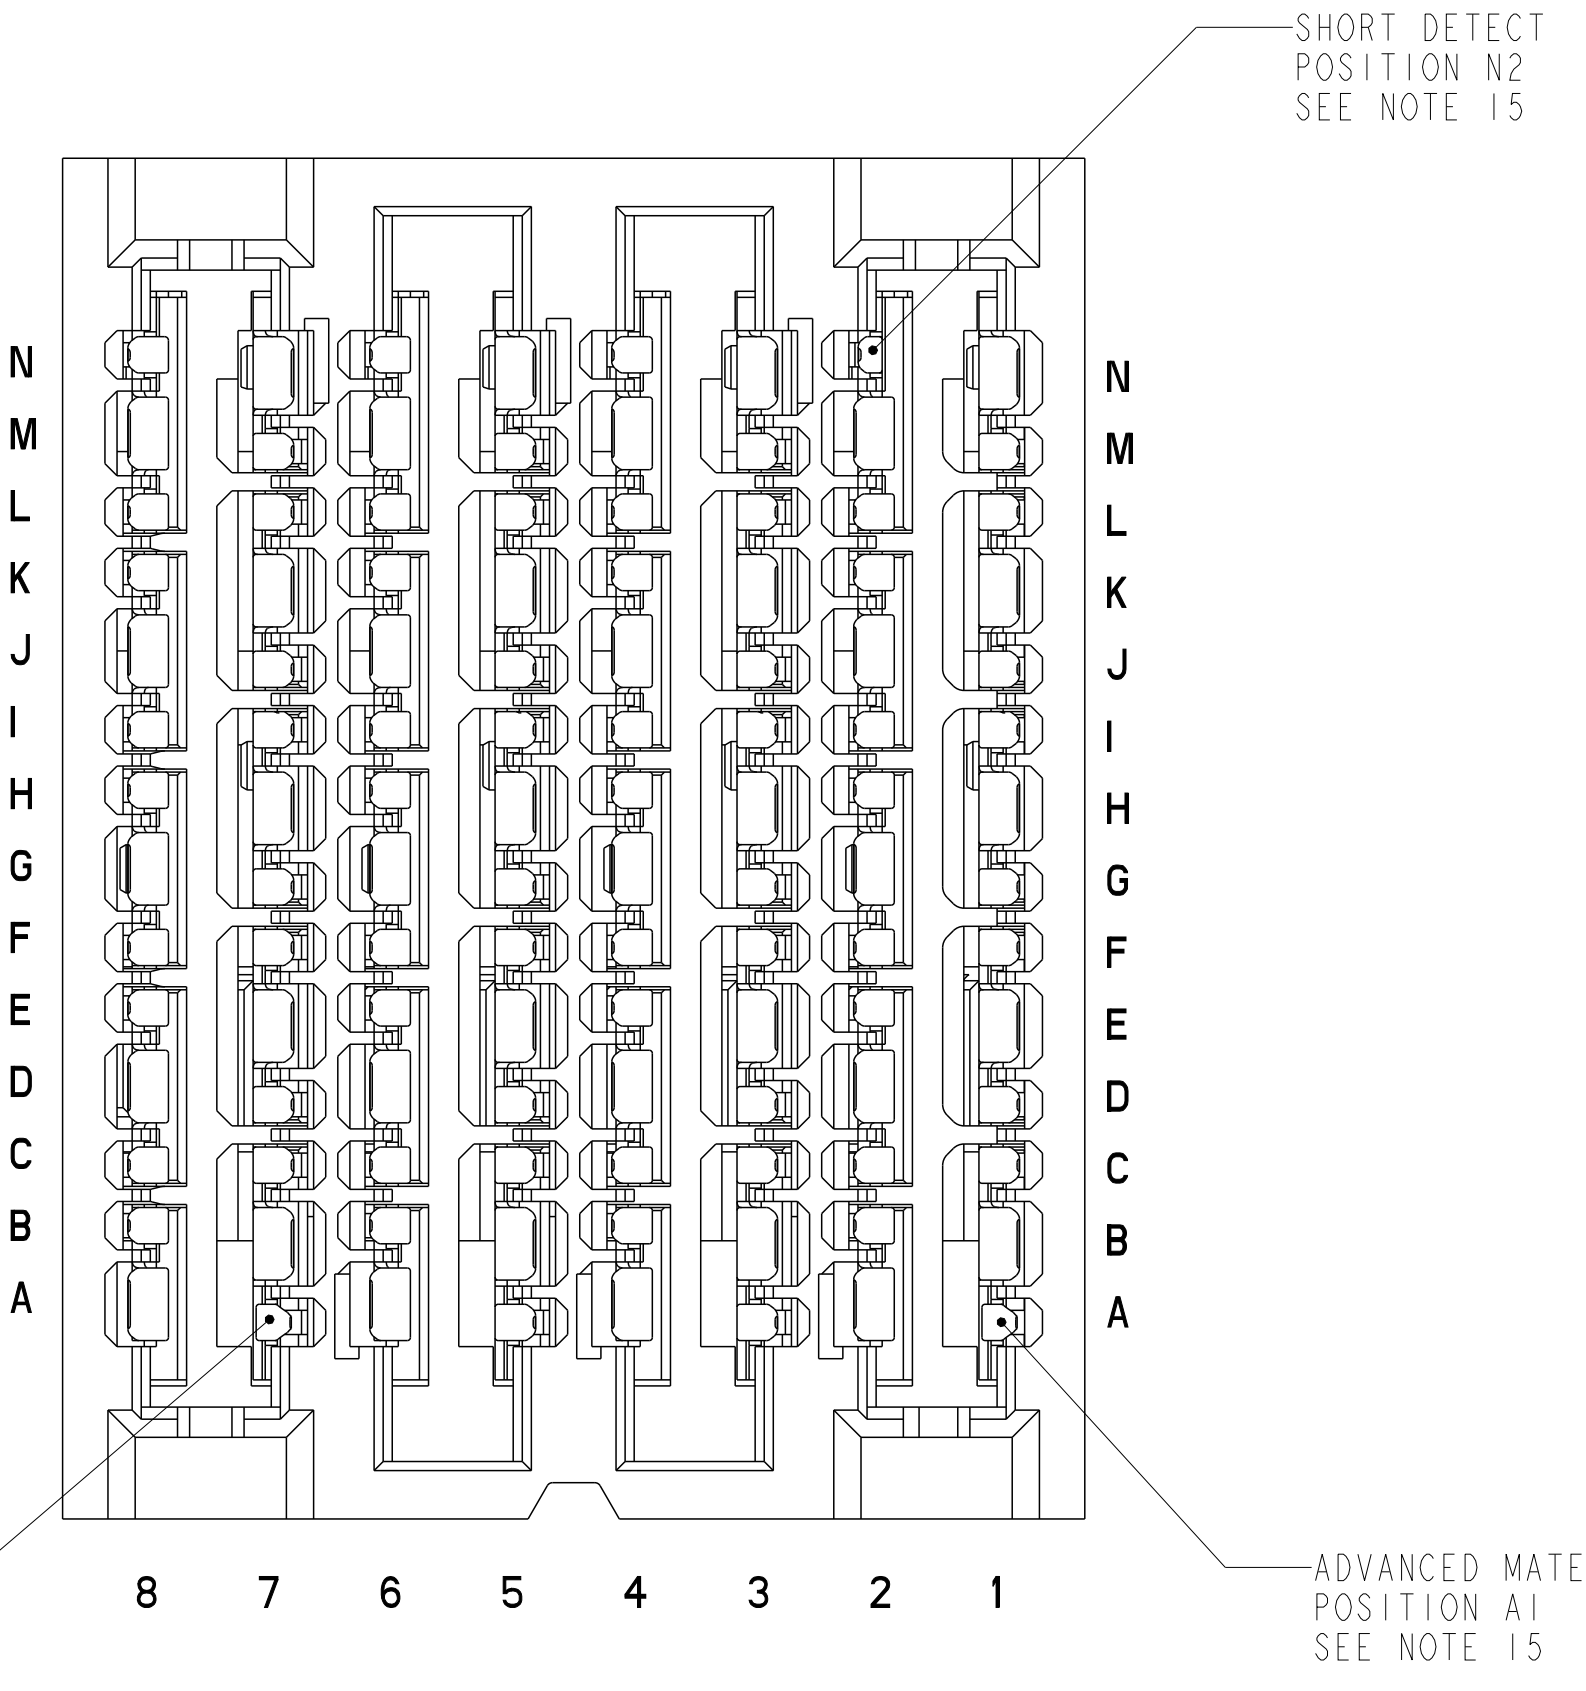 SHORT DETECT
POSITION N2
SEE NOTE 15
N
M
L
K
J
I
H
G
F
E
D
C
B
A
N
M
L
K
J
I
H
G
F
E
D
C
B
A
8 7 6 5 4 3 2 1
ADVANCED MATE
POSITION A1
SEE NOTE 15